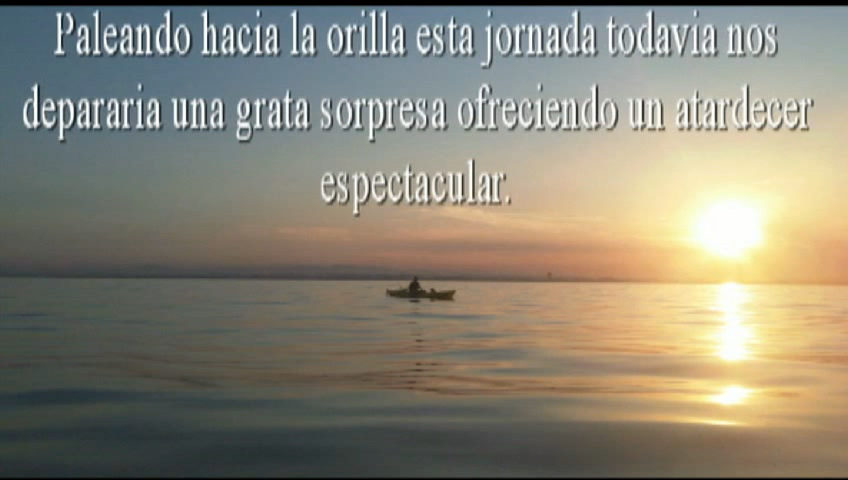 Paleando hacia la orilla esta jornada todavia nos
depararia una grata sorpresa ofreciendo un atardecer
espectacular.